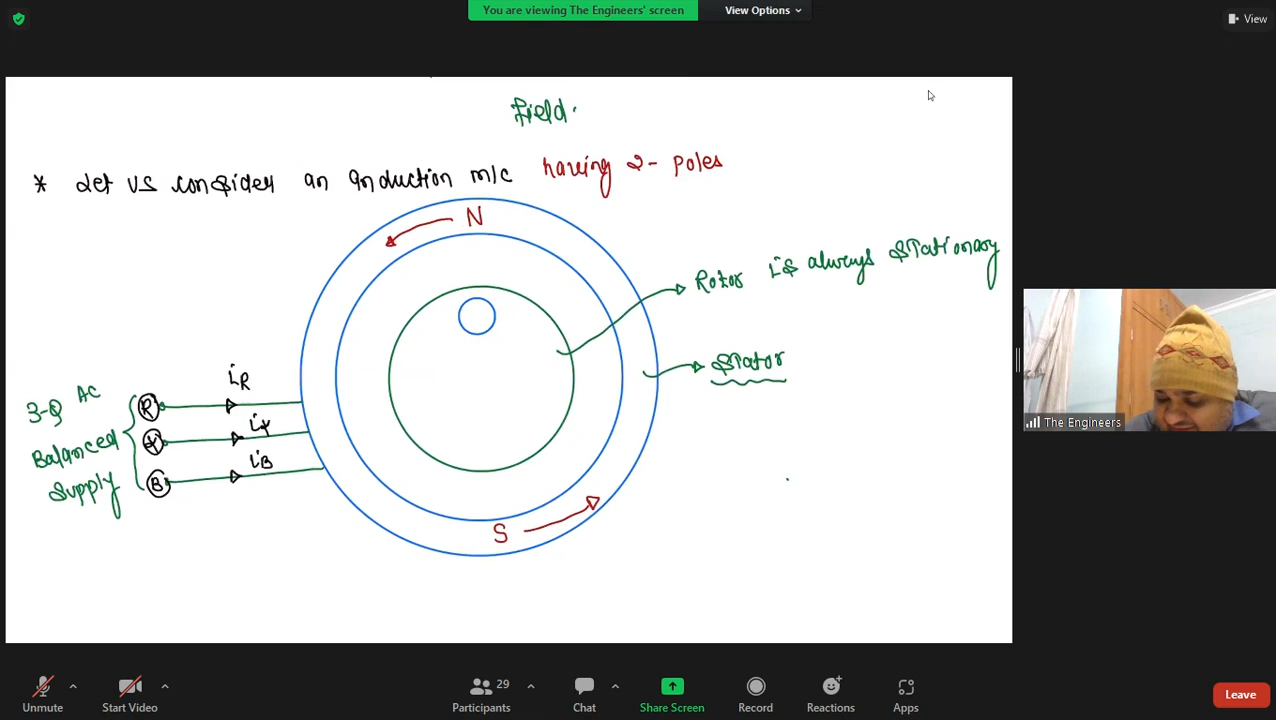 You are viewing The Engineers' screen
View Options
View
Field.
* Let us consider an induction m/c having 2- Poles
N
Rotor is always stationary
Stator
iR
3-Φ AC
R
iY
Balanced
Y
iB
Supply
B
S
The Engineers
Unmute
Start Video
Participants
29
Chat
Share Screen
Record
Reactions
Apps
Leave